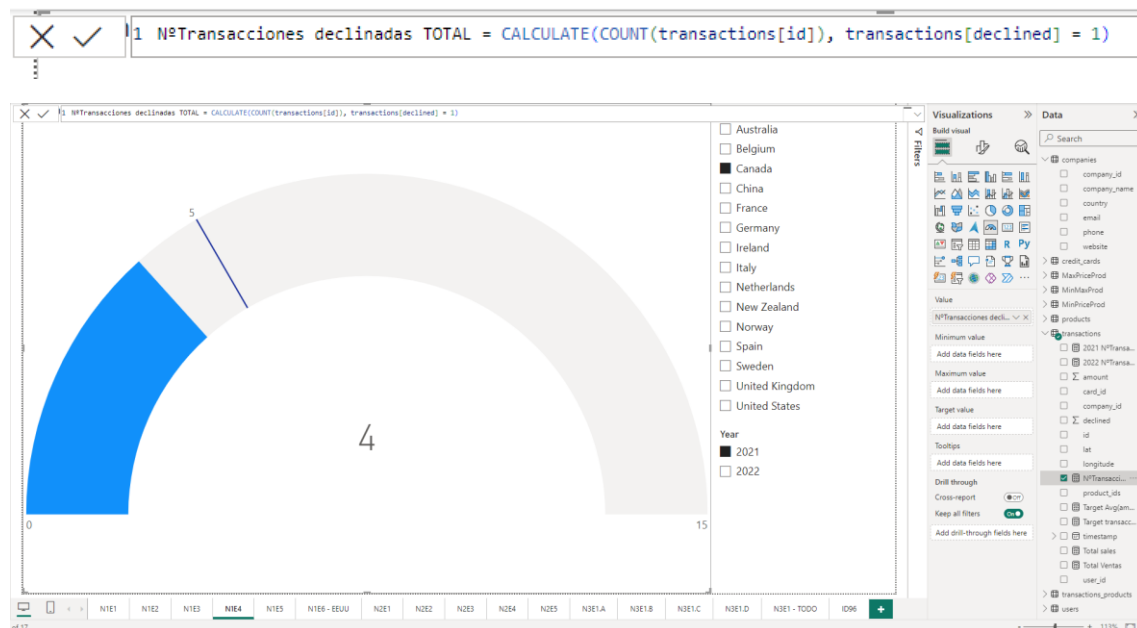 1 NºTransacciones declinadas TOTAL = CALCULATE(COUNT(transactions[id]), transactions[declined] = 1)
1 NºTransacciones declinadas TOTAL = CALCULATE(COUNT(transactions[id]), transactions[declined] = 1)
5
4
0
15
Australia
Belgium
Canada
China
France
Germany
Ireland
Italy
Netherlands
New Zealand
Norway
Spain
Sweden
United Kingdom
United States
Year
2021
2022
Filters
Visualizations
Build visual
R Py
Value
NºTransacciones decli...
Minimum value
Add data fields here
Maximum value
Add data fields here
Target value
Add data fields here
Tooltips
Add data fields here
Drill through
Cross-report Off
Keep all filters On
Add drill-through fields here
Data
Search
companies
company_id
company_name
country
email
phone
website
credit_cards
MaxPriceProd
MinMaxProd
MinPriceProd
products
transactions
2021 NºTransa...
2022 NºTransa...
amount
card_id
company_id
declined
id
lat
longitude
NºTransacci...
product_ids
Target Avg(am...
Target transacc...
timestamp
Total sales
Total Ventas
user_id
transactions_products
users
N1E1 N1E2 N1E3 N1E4 N1E5 N1E6 - EEUU N2E1 N2E2 N2E3 N2E4 N2E5 N3E1.A N3E1.B N3E1.C N3E1.D N3E1 - TODO ID96
113%